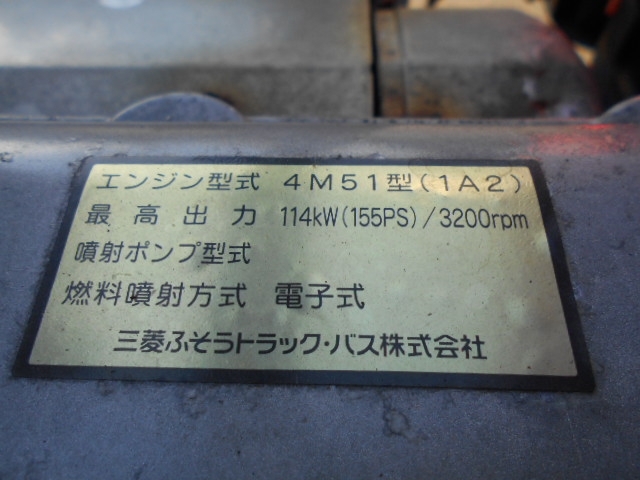 エンジン型式 4M51型(1A2)
最高出力 114kW(155PS)/3200rpm
噴射ポンプ型式
燃料噴射方式 電子式
三菱ふそうトラック・バス株式会社